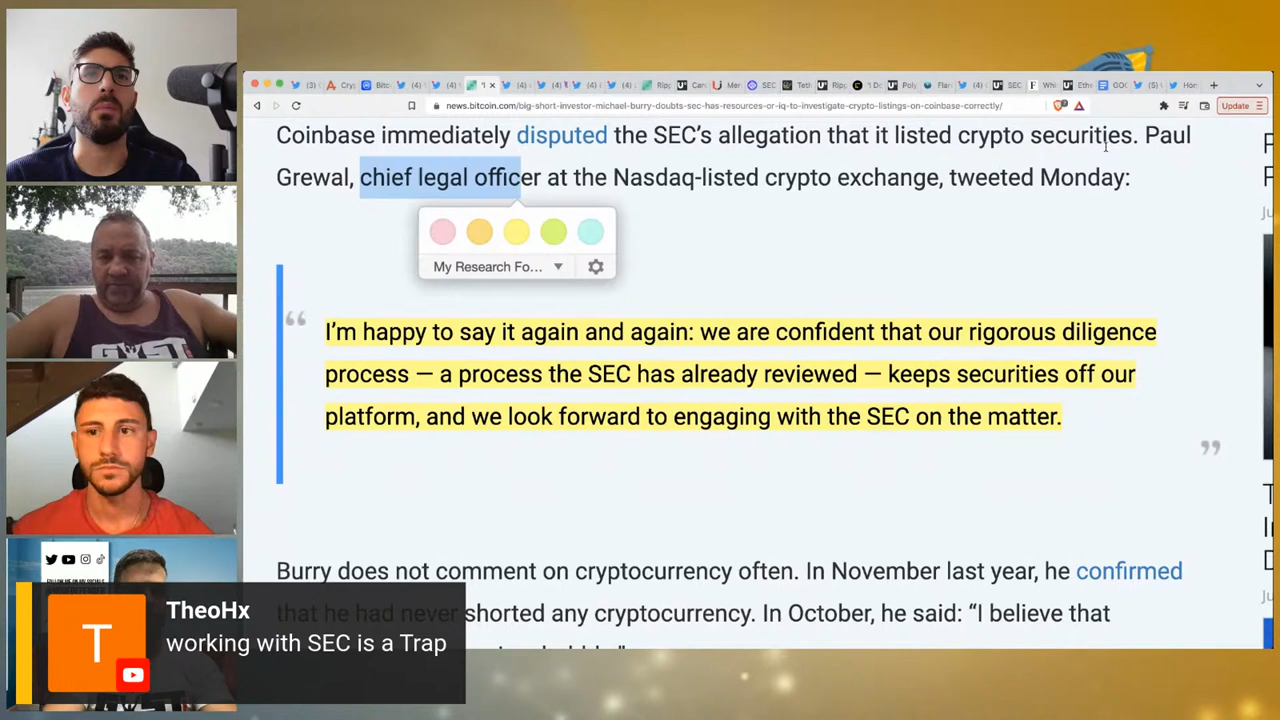 news.bitcoin.com/big-short-investor-michael-burry-doubts-sec-has-resources-or-iq-to-investigate-crypto-listings-on-coinbase-correctly/
Update
Coinbase immediately disputed the SEC's allegation that it listed crypto securities. Paul
Grewal, chief legal officer at the Nasdaq-listed crypto exchange, tweeted Monday:
My Research Fo...
“
I'm happy to say it again and again: we are confident that our rigorous diligence
process — a process the SEC has already reviewed — keeps securities off our
platform, and we look forward to engaging with the SEC on the matter.
”
Burry does not comment on cryptocurrency often. In November last year, he confirmed
that he had never shorted any cryptocurrency. In October, he said: “I believe that
T
TheoHx
working with SEC is a Trap